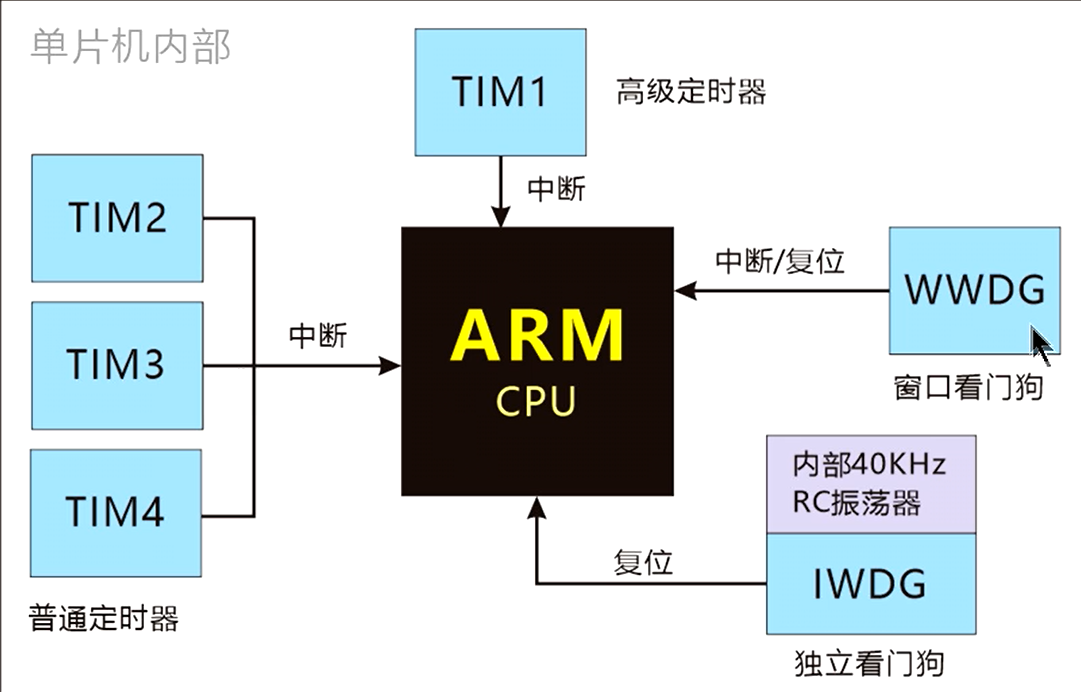 单片机内部
TIM1
高级定时器
中断
TIM2
TIM3
TIM4
普通定时器
中断
ARM
CPU
中断/复位
WWDG
窗口看门狗
内部40KHz
RC振荡器
IWDG
独立看门狗
复位